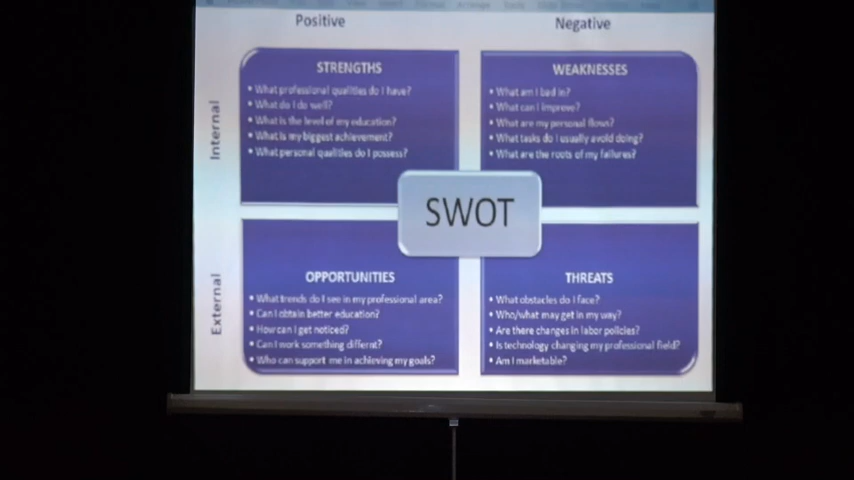 Positive
Negative
Internal
STRENGTHS
• What professional qualities do I have?
• What do I do well?
• What is the level of my education?
• What is my biggest achievement?
• What personal qualities do I possess?
WEAKNESSES
• What am I bad in?
• What can I improve?
• What are my personal flows?
• What tasks do I usually avoid doing?
• What are the roots of my failures?
SWOT
External
OPPORTUNITIES
• What trends do I see in my professional area?
• Can I obtain better education?
• How can I get noticed?
• Can I work something differnt?
• Who can support me in achieving my goals?
THREATS
• What obstacles do I face?
• Who/what may get in my way?
• Are there changes in labor policies?
• Is technology changing my professional field?
• Am I marketable?